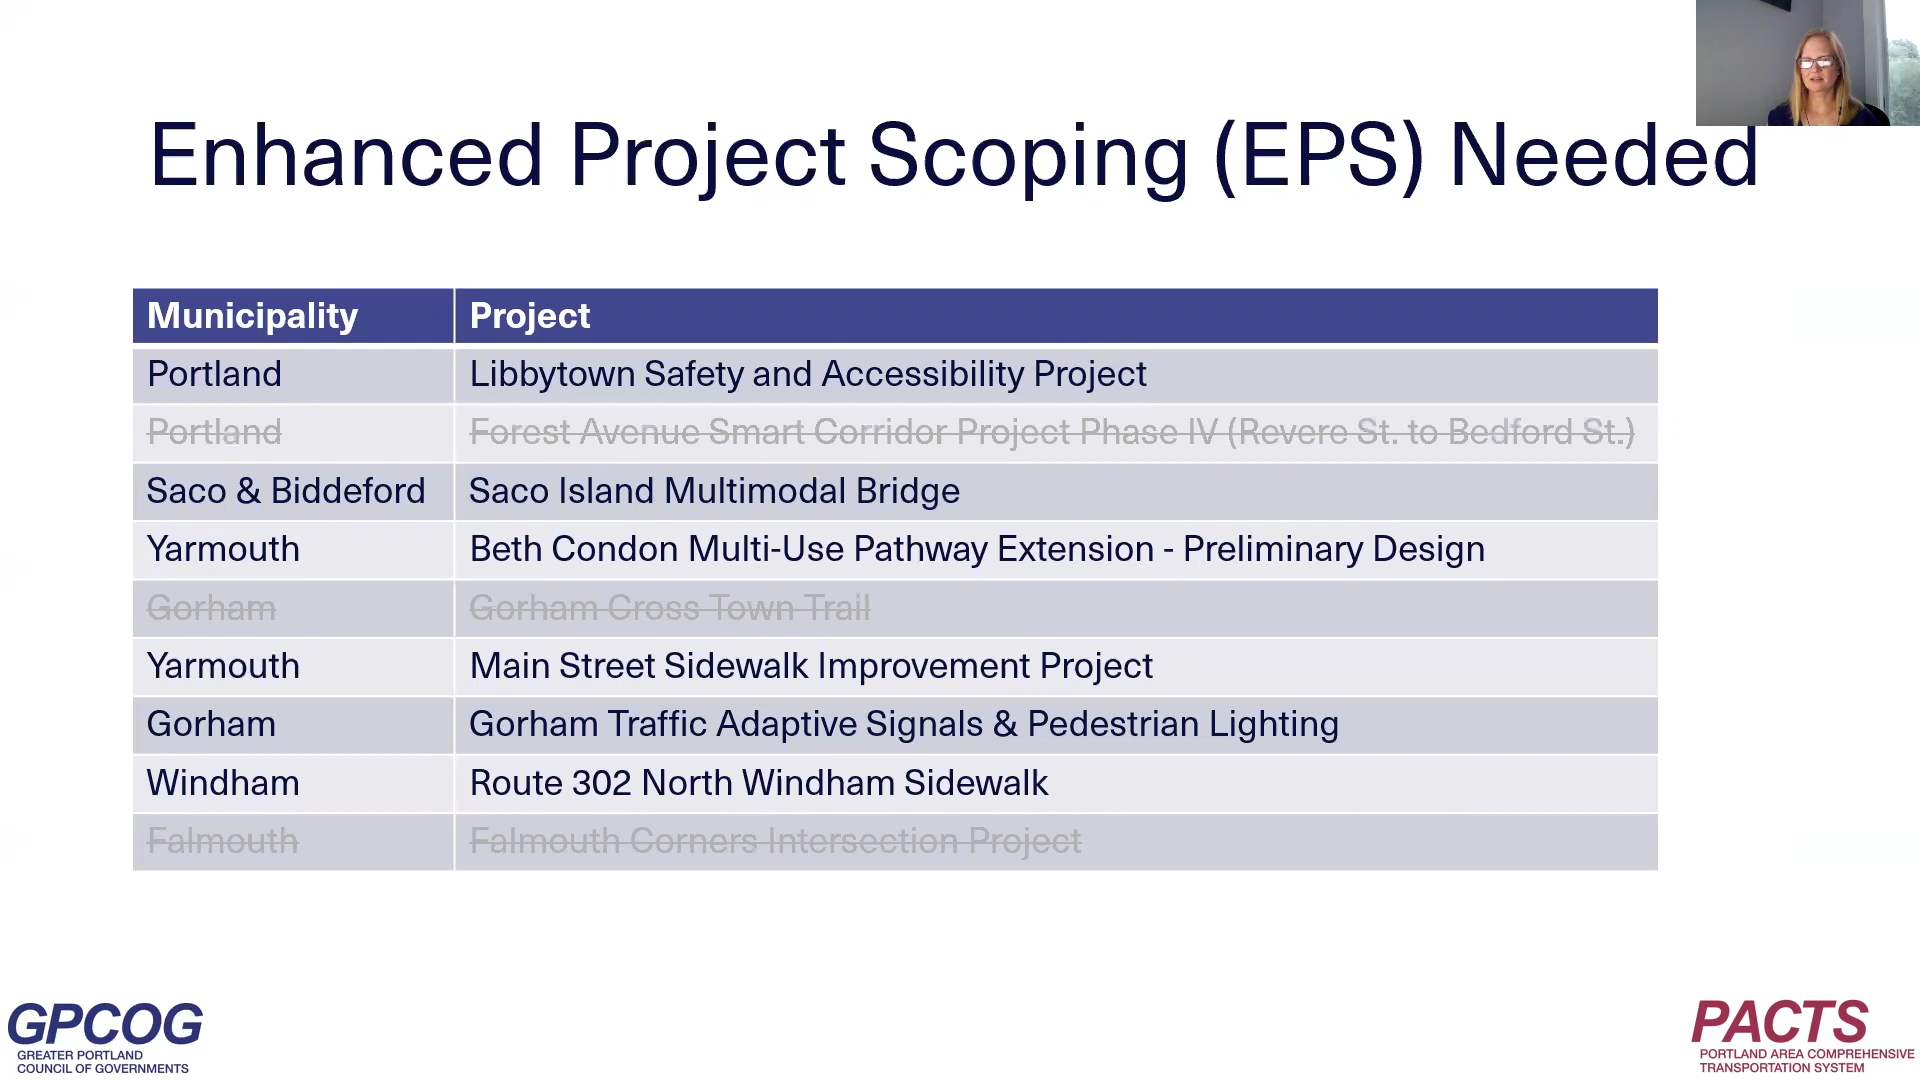 Enhanced Project Scoping (EPS) Needed
Municipality Project
Portland Libbytown Safety and Accessibility Project
Portland Forest Avenue Smart Corridor Project Phase IV (Revere St. to Bedford St.)
Saco & Biddeford Saco Island Multimodal Bridge
Yarmouth Beth Condon Multi-Use Pathway Extension - Preliminary Design
Gorham Gorham Cross Town Trail
Yarmouth Main Street Sidewalk Improvement Project
Gorham Gorham Traffic Adaptive Signals & Pedestrian Lighting
Windham Route 302 North Windham Sidewalk
Falmouth Falmouth Corners Intersection Project
GPCOG
GREATER PORTLAND
COUNCIL OF GOVERNMENTS
PACTS
PORTLAND AREA COMPREHENSIVE
TRANSPORTATION SYSTEM